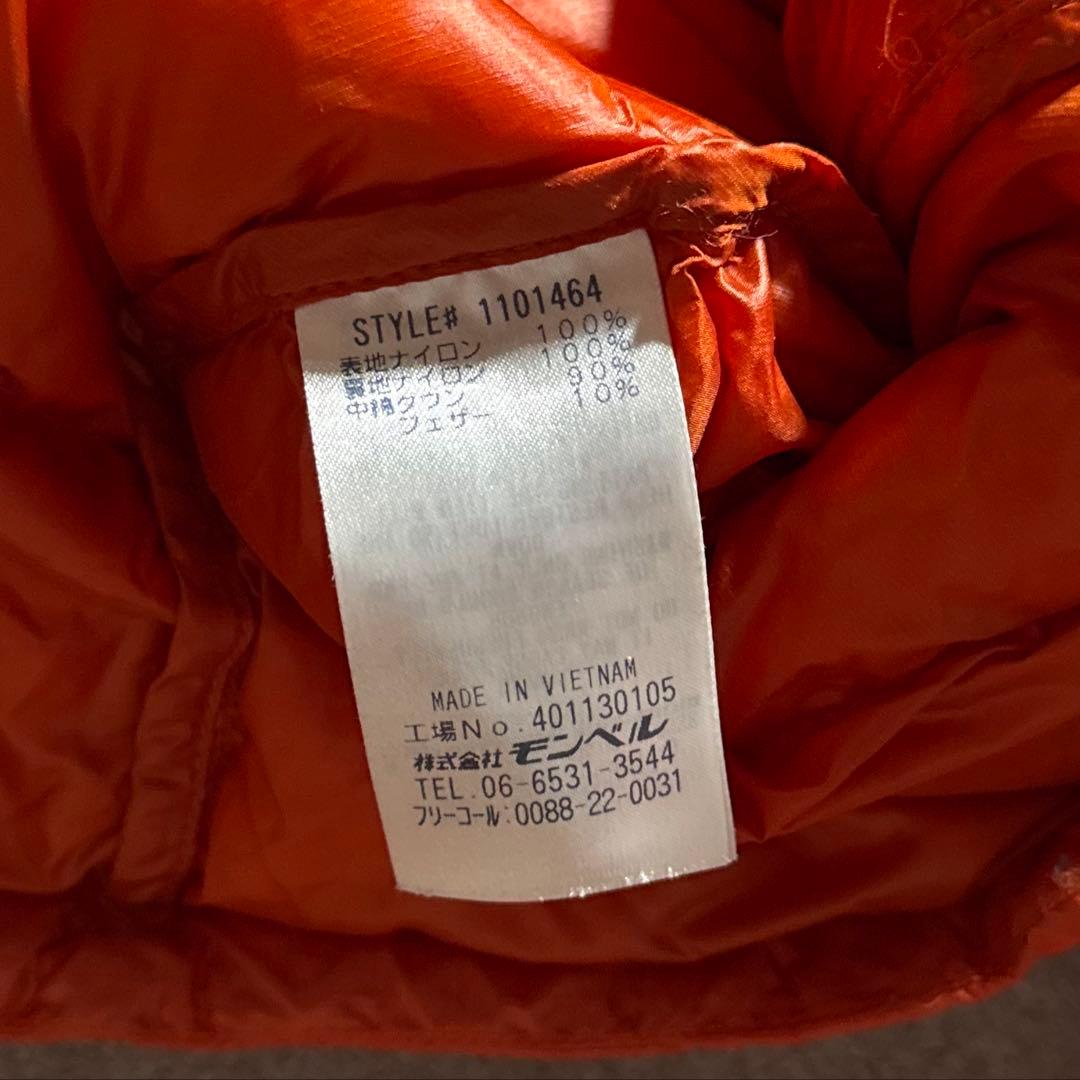 STYLE# 1101464
表地ナイロン 100%
裏地ナイロン 100%
中綿ダウン 90%
フェザー 10%
MADE IN VIETNAM
工場No.401130105
株式会社モンベル
TEL.06-6531-3544
フリーコール:0088-22-0031